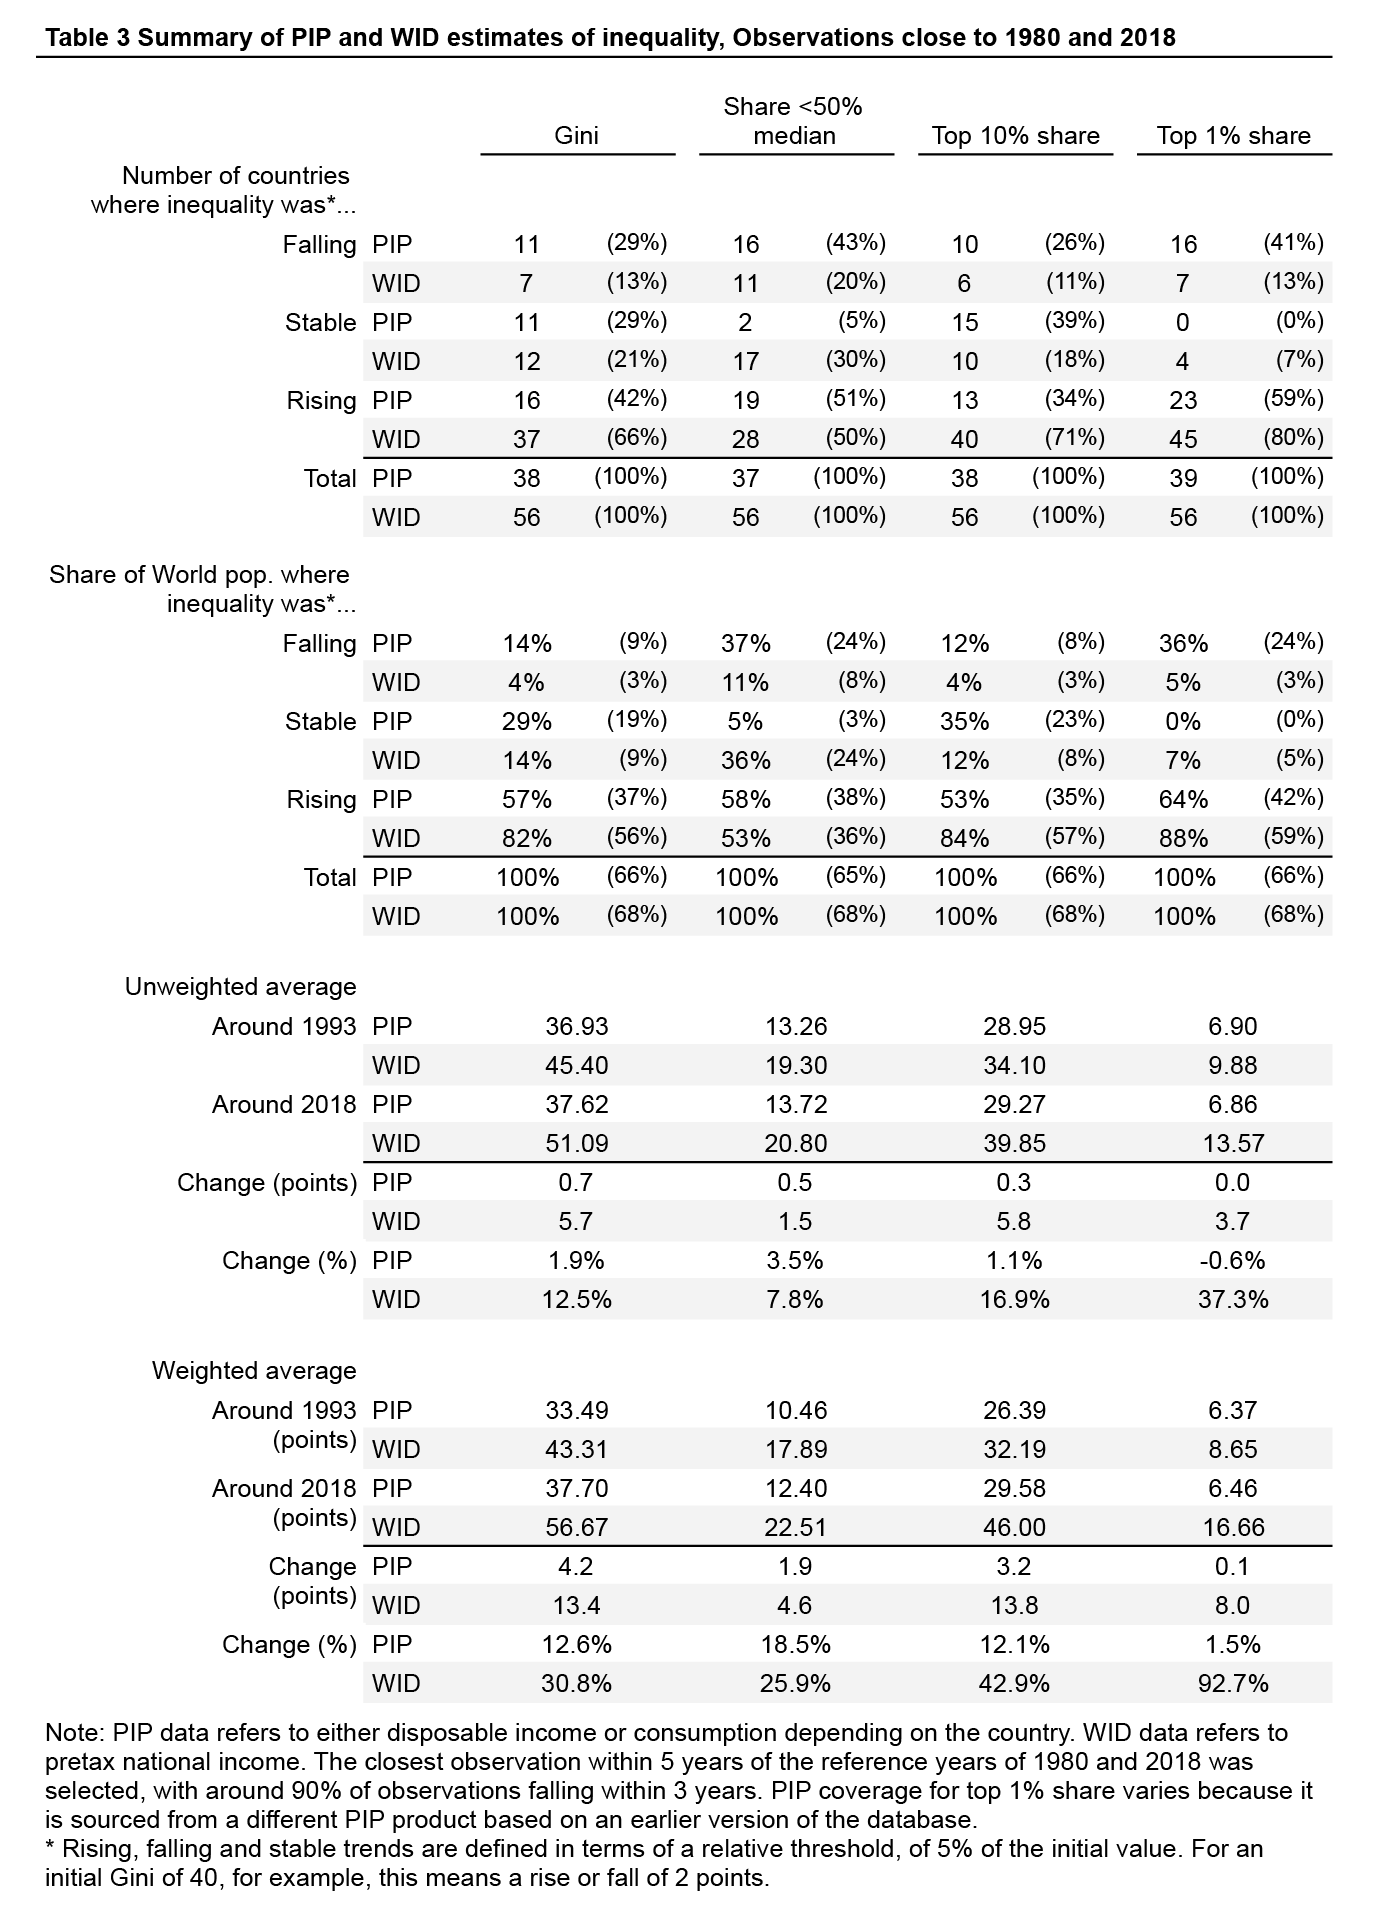 Table 3 Summary of PIP and WID estimates of inequality, Observations close to 1980 and 2018
Share <50%
Gini median Top 10% share Top 1% share
Number of countries
where inequality was*...
Falling PIP 11 (29%) 16 (43%) 10 (26%) 16 (41%)
WID 7 (13%) 11 (20%) 6 (11%) 7 (13%)
Stable PIP 11 (29%) 2 (5%) 15 (39%) 0 (0%)
WID 12 (21%) 17 (30%) 10 (18%) 4 (7%)
Rising PIP 16 (42%) 19 (51%) 13 (34%) 23 (59%)
WID 37 (66%) 28 (50%) 40 (71%) 45 (80%)
Total PIP 38 (100%) 37 (100%) 38 (100%) 39 (100%)
WID 56 (100%) 56 (100%) 56 (100%) 56 (100%)
Share of World pop. where
inequality was*...
Falling PIP 14% (9%) 37% (24%) 12% (8%) 36% (24%)
WID 4% (3%) 11% (8%) 4% (3%) 5% (3%)
Stable PIP 29% (19%) 5% (3%) 35% (23%) 0% (0%)
WID 14% (9%) 36% (24%) 12% (8%) 7% (5%)
Rising PIP 57% (37%) 58% (38%) 53% (35%) 64% (42%)
WID 82% (56%) 53% (36%) 84% (57%) 88% (59%)
Total PIP 100% (66%) 100% (65%) 100% (66%) 100% (66%)
WID 100% (68%) 100% (68%) 100% (68%) 100% (68%)
Unweighted average
Around 1993 PIP 36.93 13.26 28.95 6.90
WID 45.40 19.30 34.10 9.88
Around 2018 PIP 37.62 13.72 29.27 6.86
WID 51.09 20.80 39.85 13.57
Change (points) PIP 0.7 0.5 0.3 0.0
WID 5.7 1.5 5.8 3.7
Change (%) PIP 1.9% 3.5% 1.1% -0.6%
WID 12.5% 7.8% 16.9% 37.3%
Weighted average
Around 1993 PIP 33.49 10.46 26.39 6.37
(points) WID 43.31 17.89 32.19 8.65
Around 2018 PIP 37.70 12.40 29.58 6.46
(points) WID 56.67 22.51 46.00 16.66
Change PIP 4.2 1.9 3.2 0.1
(points) WID 13.4 4.6 13.8 8.0
Change (%) PIP 12.6% 18.5% 12.1% 1.5%
WID 30.8% 25.9% 42.9% 92.7%
Note: PIP data refers to either disposable income or consumption depending on the country. WID data refers to
pretax national income. The closest observation within 5 years of the reference years of 1980 and 2018 was
selected, with around 90% of observations falling within 3 years. PIP coverage for top 1% share varies because it
is sourced from a different PIP product based on an earlier version of the database.
* Rising, falling and stable trends are defined in terms of a relative threshold, of 5% of the initial value. For an
initial Gini of 40, for example, this means a rise or fall of 2 points.